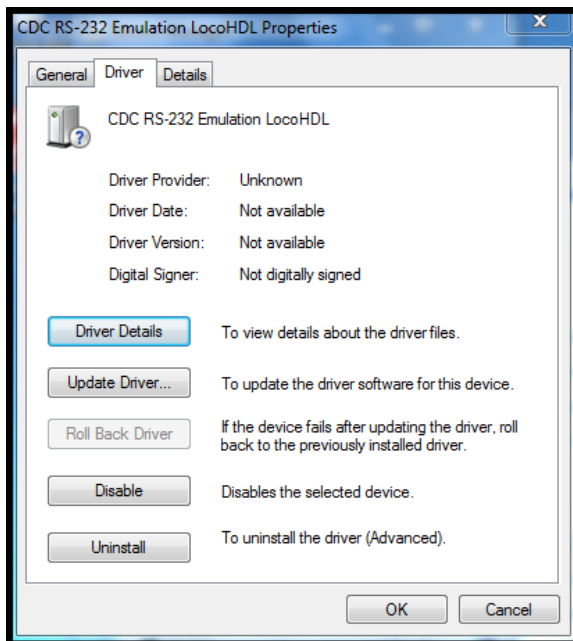 CDC RS-232 Emulation LocoHDL Properties
X
General Driver Details
CDC RS-232 Emulation LocoHDL
Driver Provider: Unknown
Driver Date: Not available
Driver Version: Not available
Digital Signer: Not digitally signed
Driver Details To view details about the driver files.
Update Driver... To update the driver software for this device.
Roll Back Driver If the device fails after updating the driver, roll
back to the previously installed driver.
Disable Disables the selected device.
Uninstall To uninstall the driver (Advanced).
OK Cancel